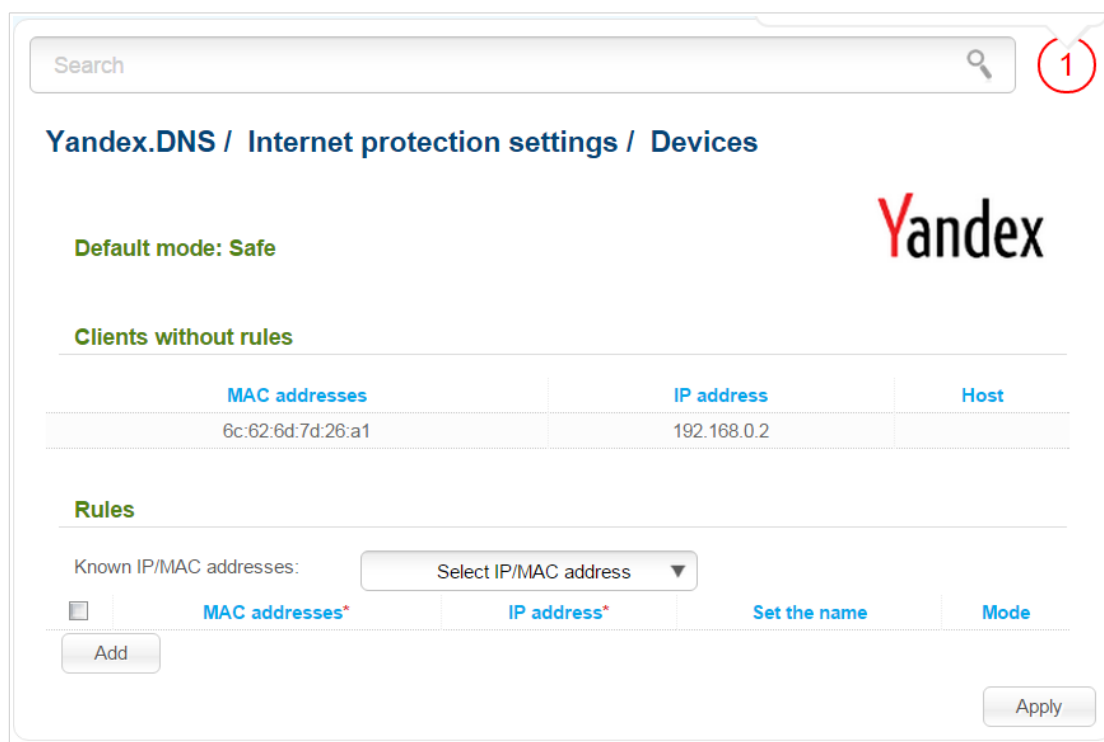 Search
1
Yandex.DNS / Internet protection settings / Devices
Yandex
Default mode: Safe
Clients without rules
MAC addresses IP address Host
6c:62:6d:7d:26:a1 192.168.0.2
Rules
Known IP/MAC addresses: Select IP/MAC address
MAC addresses* IP address* Set the name Mode
Add
Apply